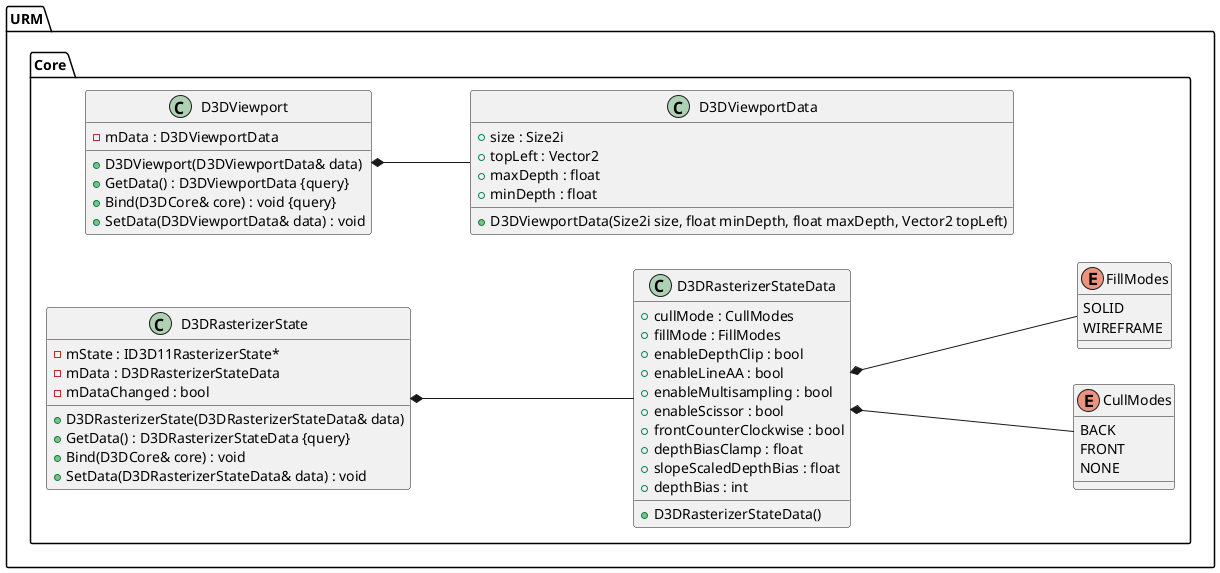 URM
Core
C D3DViewport
mData : D3DViewportData
D3DViewport(D3DViewportData& data)
GetData() : D3DViewportData {query}
Bind(D3DCore& core) : void {query}
SetData(D3DViewportData& data) : void
C D3DViewportData
size : Size2i
topLeft : Vector2
maxDepth : float
minDepth : float
D3DViewportData(Size2i size, float minDepth, float maxDepth, Vector2 topLeft)
C D3DRasterizerState
mState : ID3D11RasterizerState*
mData : D3DRasterizerStateData
mDataChanged : bool
D3DRasterizerState(D3DRasterizerStateData& data)
GetData() : D3DRasterizerStateData {query}
Bind(D3DCore& core) : void
SetData(D3DRasterizerStateData& data) : void
C D3DRasterizerStateData
cullMode : CullModes
fillMode : FillModes
enableDepthClip : bool
enableLineAA : bool
enableMultisampling : bool
enableScissor : bool
frontCounterClockwise : bool
depthBiasClamp : float
slopeScaledDepthBias : float
depthBias : int
D3DRasterizerStateData()
E FillModes
SOLID
WIREFRAME
E CullModes
BACK
FRONT
NONE